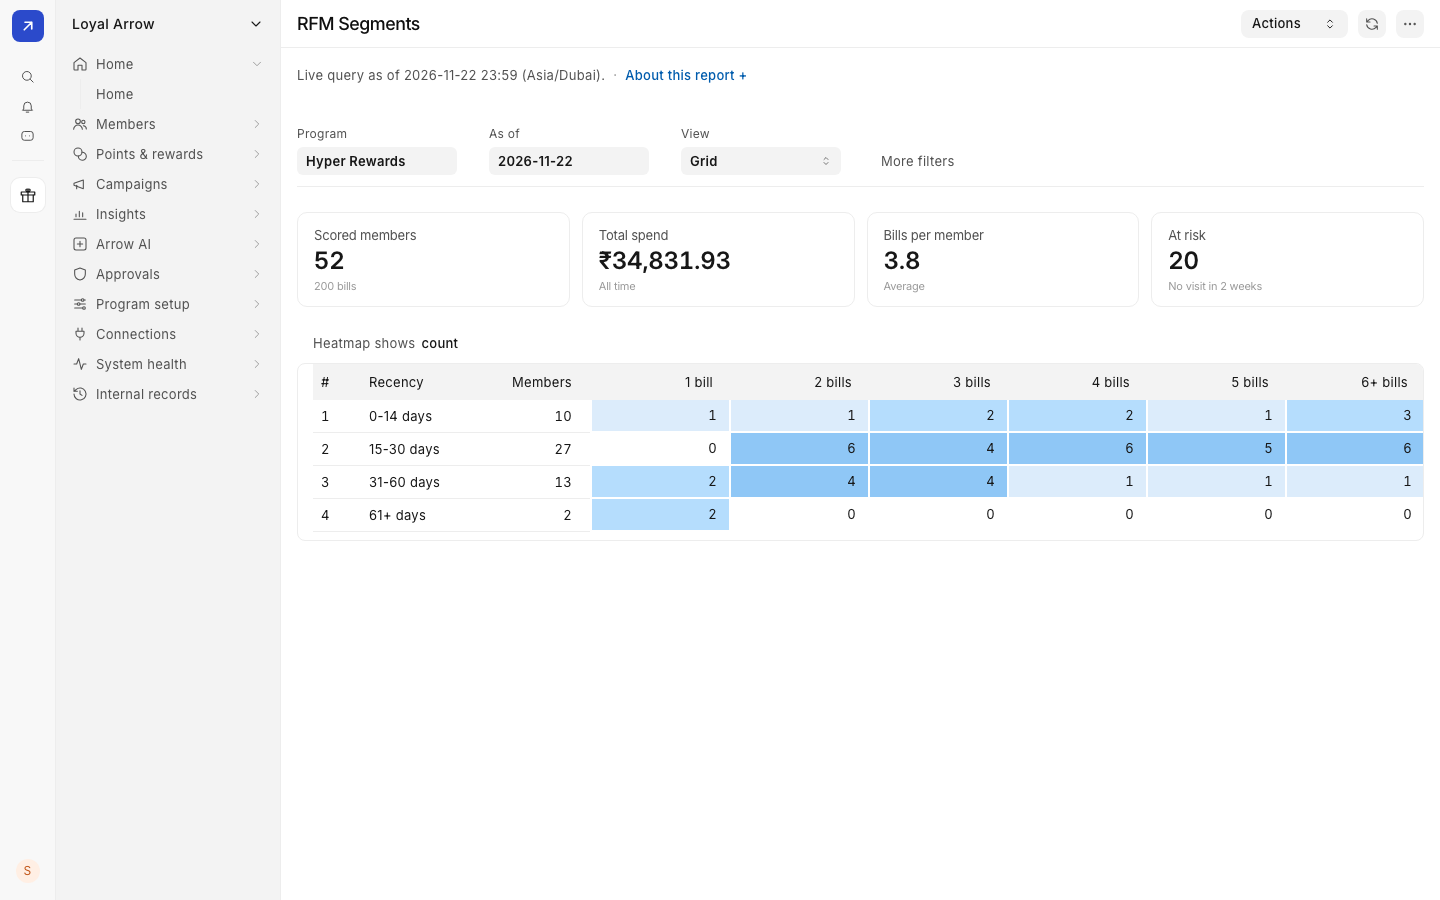 Loyal Arrow
RFM Segments
Actions
Home
Home
Members
Points & rewards
Campaigns
Insights
Arrow AI
Approvals
Program setup
Connections
System health
Internal records
S
Live query as of 2026-11-22 23:59 (Asia/Dubai). · About this report +
Program As of View
Hyper Rewards 2026-11-22 Grid More filters
Scored members
52
200 bills
Total spend
₹34,831.93
All time
Bills per member
3.8
Average
At risk
20
No visit in 2 weeks
Heatmap shows count
# Recency Members 1 bill 2 bills 3 bills 4 bills 5 bills 6+ bills
1 0-14 days 10 1 1 2 2 1 3
2 15-30 days 27 0 6 4 6 5 6
3 31-60 days 13 2 4 4 1 1 1
4 61+ days 2 2 0 0 0 0 0